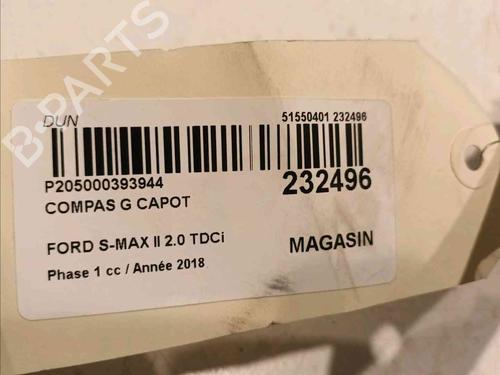 DUN
51550401 232496
P205000393944
232496
COMPAS G CAPOT
FORD S-MAX II 2.0 TDCi
MAGASIN
Phase 1 cc / Année 2018
B-PARTS